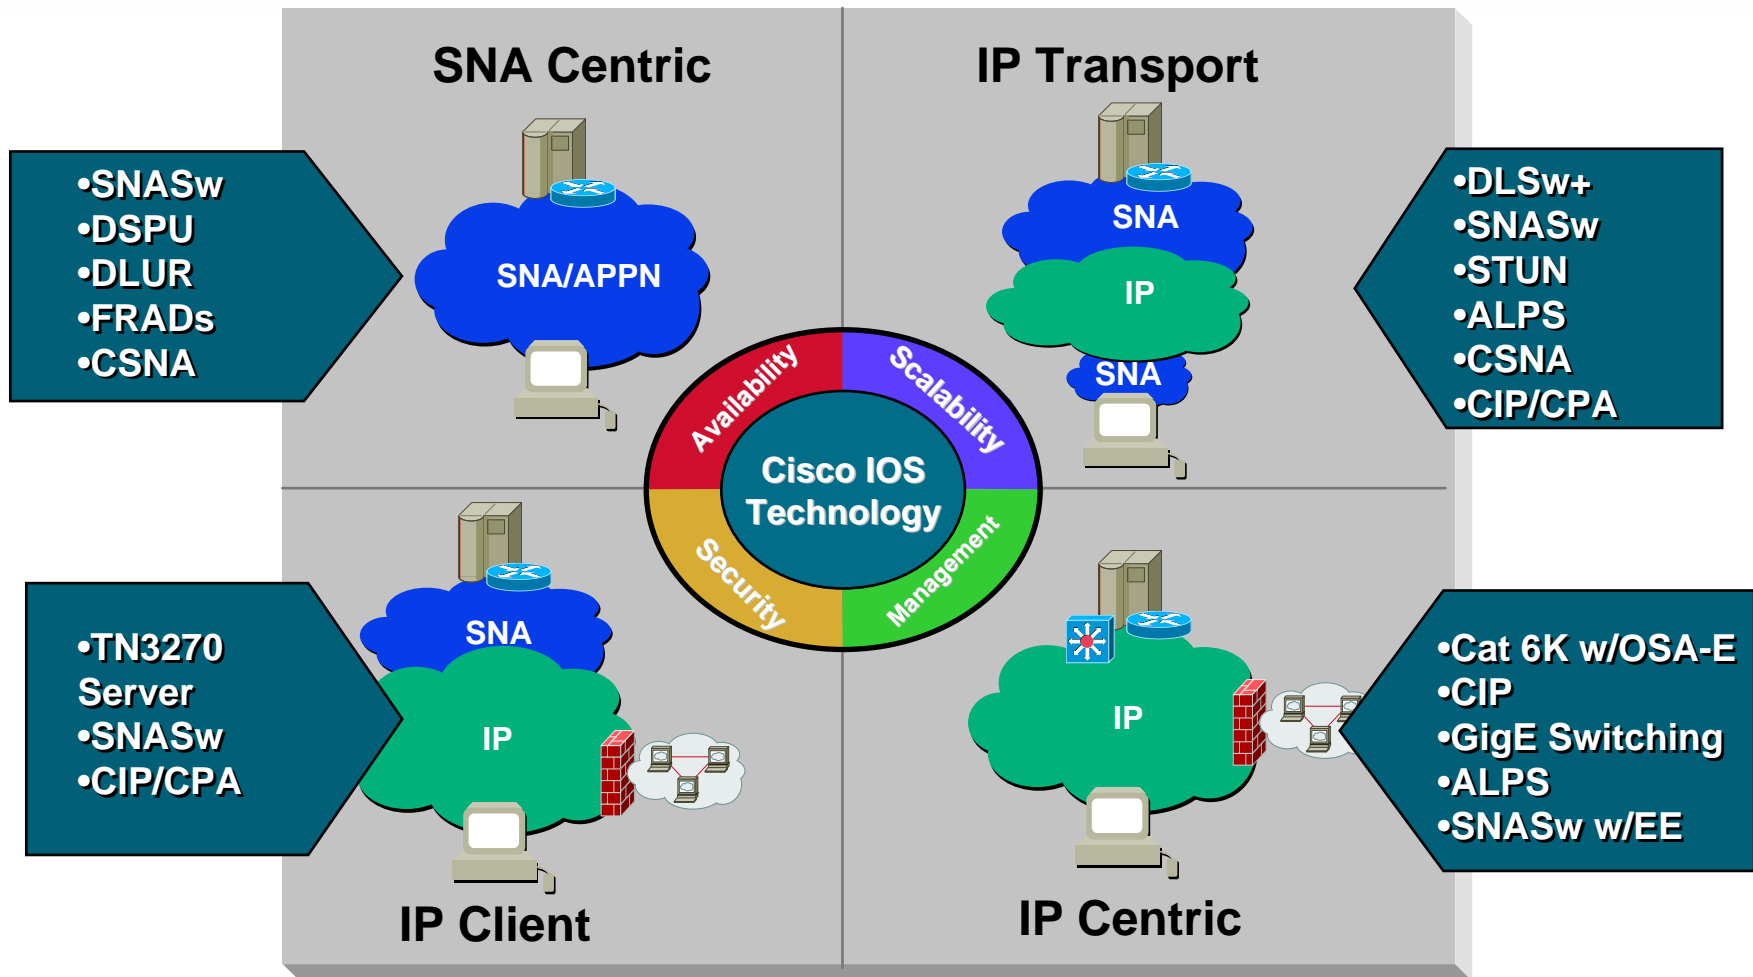 SNA Centric
•SNASw
•DSPU
•DLUR
•FRADs
•CSNA
SNA/APPN
IP Transport
SNA
IP
SNA
•DLSw+
•SNASw
•STUN
•ALPS
•CSNA
•CIP/CPA
Availability
Scalability
Cisco IOS
Technology
Security
Management
•TN3270
Server
•SNASw
•CIP/CPA
SNA
IP
IP Client
IP
•Cat 6K w/OSA-E
•CIP
•GigE Switching
•ALPS
•SNASw w/EE
IP Centric